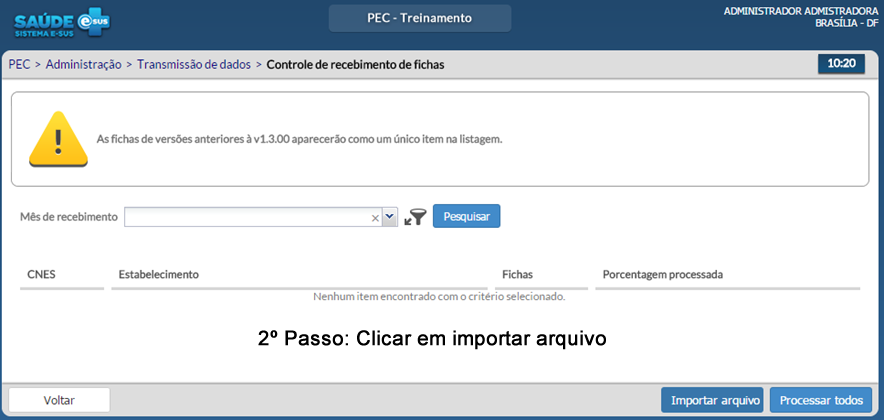 SAÚDE e-SUS
SISTEMA E-SUS
PEC - Treinamento
ADMINISTRADOR ADMISTRADORA
BRASÍLIA - DF
PEC > Administração > Transmissão de dados > Controle de recebimento de fichas
10:20
As fichas de versões anteriores à v1.3.00 aparecerão como um único item na listagem.
Mês de recebimento
Pesquisar
CNES Estabelecimento Fichas Porcentagem processada
Nenhum item encontrado com o critério selecionado.
2º Passo: Clicar em importar arquivo
Voltar Importar arquivo Processar todos